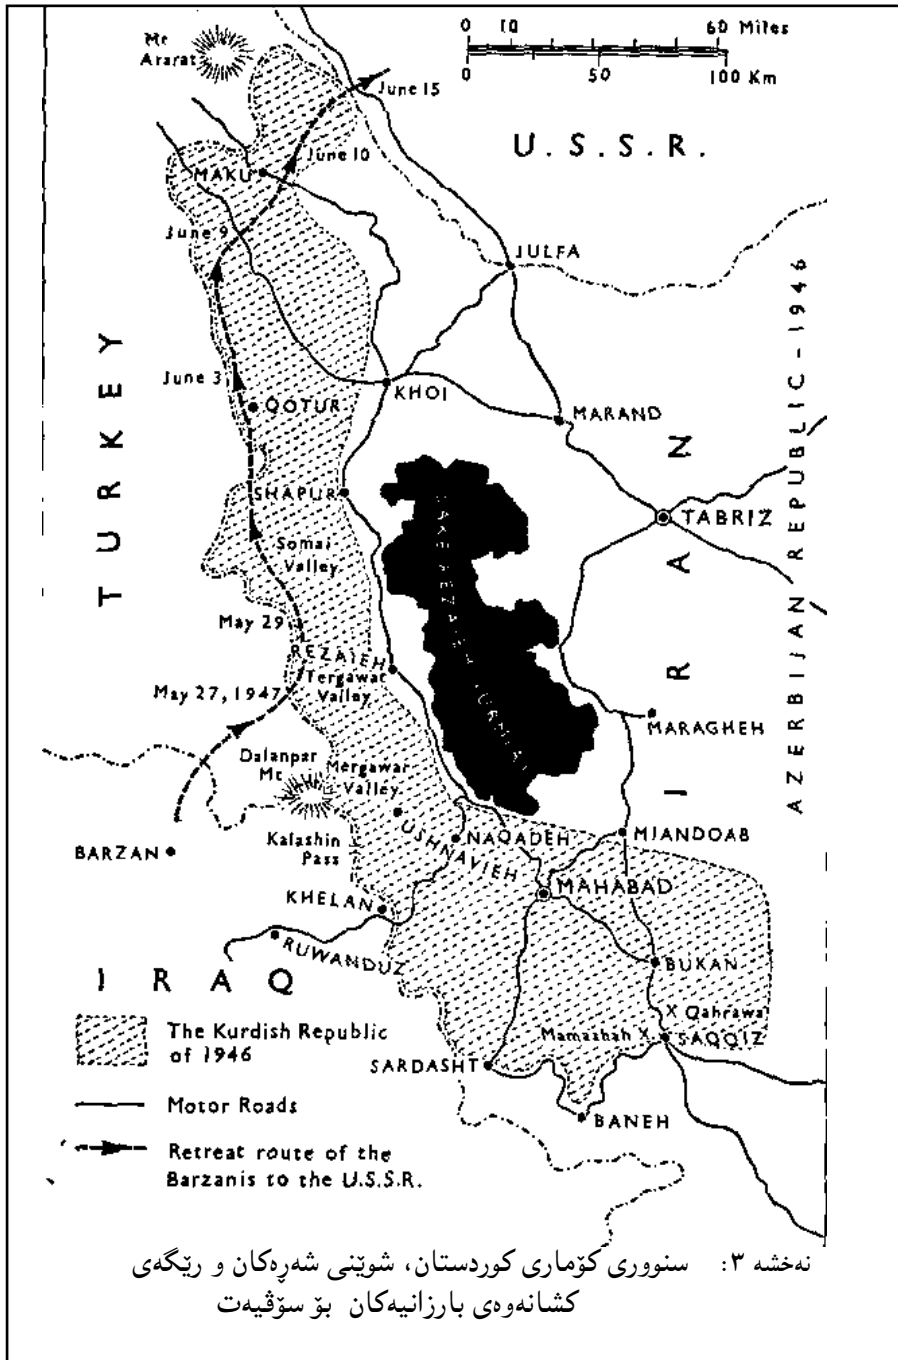 Mt Ararat
0 10 60 Miles
0 50 100 Km
June 15
U.S.S.R.
June 10
MAKU
June 9
JULFA
TURKEY
June 3
KHOI
QOTUR
MARAND
SHAPUR
TABRIZ
Somai
Valley
IRAN
AZERBIJAN REPUBLIC-1946
May 29
REZAIEH
Tergawar
Valley
May 27, 1947
MARAGHEH
Dalanpar
Mt.
Mergawar
Valley
BARZAN
Kalashin
Pass
USHNAVIEH
NAQADEH
MIANDOAB
MAHABAD
KHELAN
RUWANDUZ
BUKAN
IRAQ
X Qahrawa
Mamashah X
SAQQIZ
The Kurdish Republic
of 1946
SARDASHT
Motor Roads
BANEH
Retreat route of the
Barzanis to the U.S.S.R.
نەخشە ٣: سنووری کۆماری کوردستان، شوێنی شەڕەکان و رێگەی
کشانەوەی بارزانیەکان بۆ سۆڤیەت